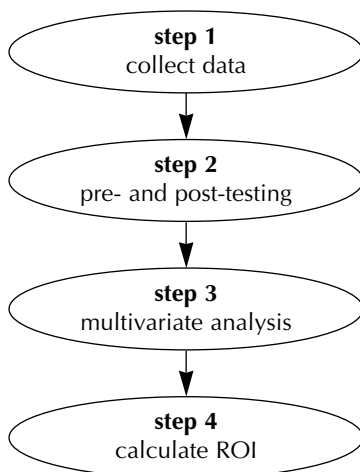 step 1
collect data
step 2
pre- and post-testing
step 3
multivariate analysis
step 4
calculate ROI